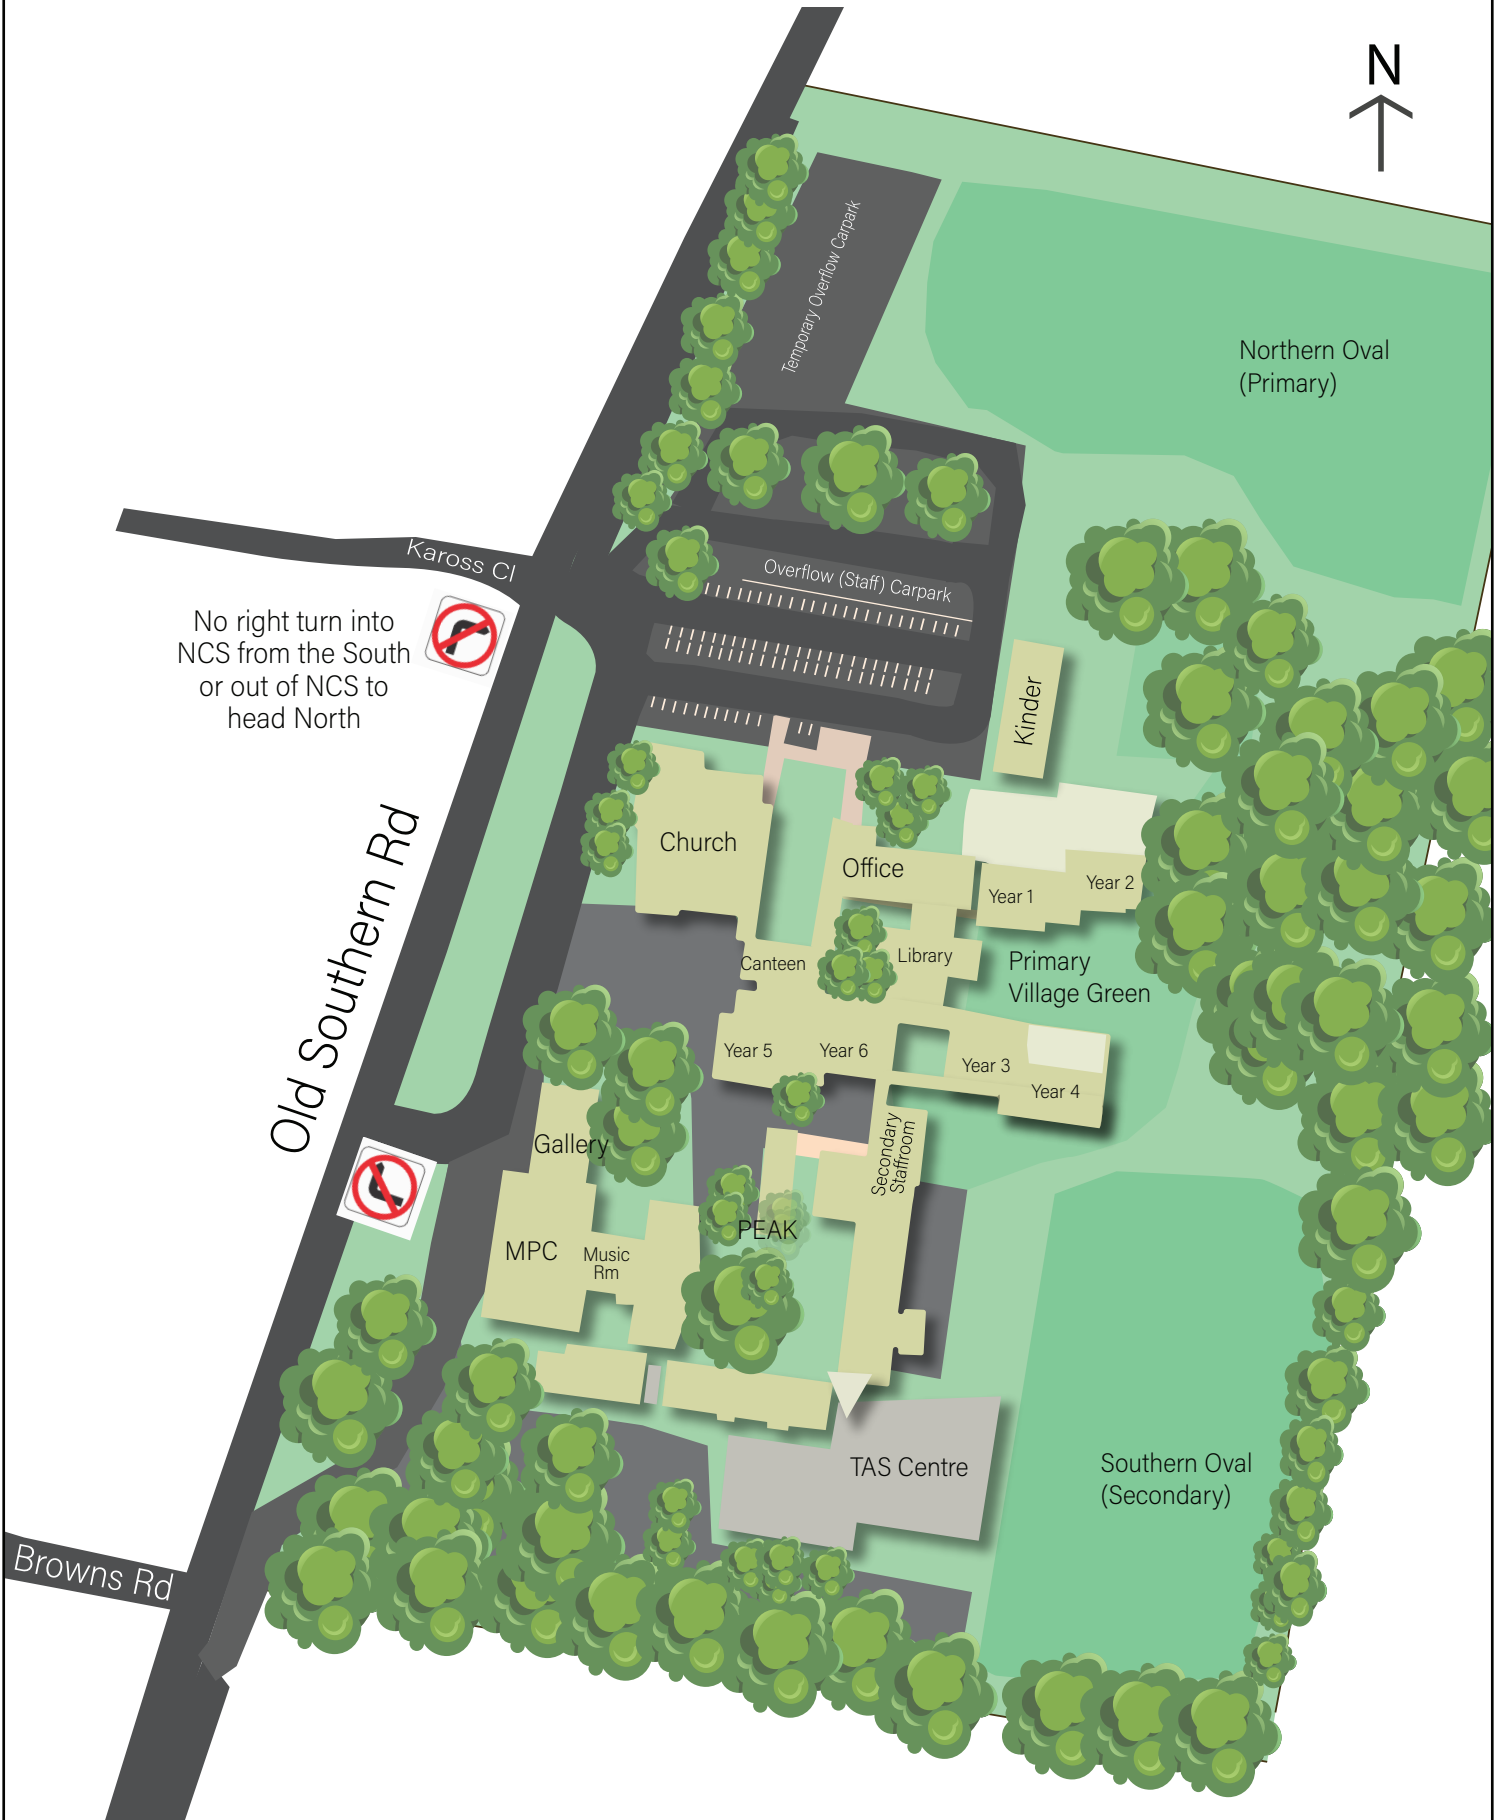 N
Temporary Overflow Carpark
Northern Oval
(Primary)
Kaross Cl
Overflow (Staff) Carpark
No right turn into
NCS from the South
or out of NCS to
head North
Kinder
Old Southern Rd
Church
Office
Year 1
Year 2
Canteen
Library
Primary
Village Green
Year 5
Year 6
Year 3
Year 4
Gallery
Secondary
Staffroom
PEAK
MPC
Music
Rm
TAS Centre
Southern Oval
(Secondary)
Browns Rd